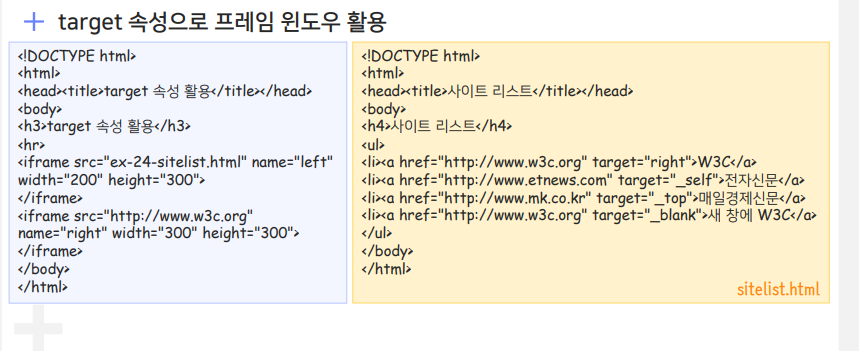 target 속성으로 프레임 윈도우 활용
<!DOCTYPE html>
<html>
<head><title>target 속성 활용</title></head>
<body>
<h3>target 속성 활용</h3>
<hr>
<iframe src="ex-24-sitelist.html" name="left"
width="200" height="300">
</iframe>
<iframe src="http://www.w3c.org"
name="right" width="300" height="300">
</iframe>
</body>
</html>
<!DOCTYPE html>
<html>
<head><title>사이트 리스트</title></head>
<body>
<h4>사이트 리스트</h4>
<ul>
<li><a href="http://www.w3c.org" target="right">W3C</a>
<li><a href="http://www.etnews.com" target="_self">전자신문</a>
<li><a href="http://www.mk.co.kr" target="_top">매일경제신문</a>
<li><a href="http://www.w3c.org" target="_blank">새 창에 W3C</a>
</ul>
</body>
</html>
sitelist.html